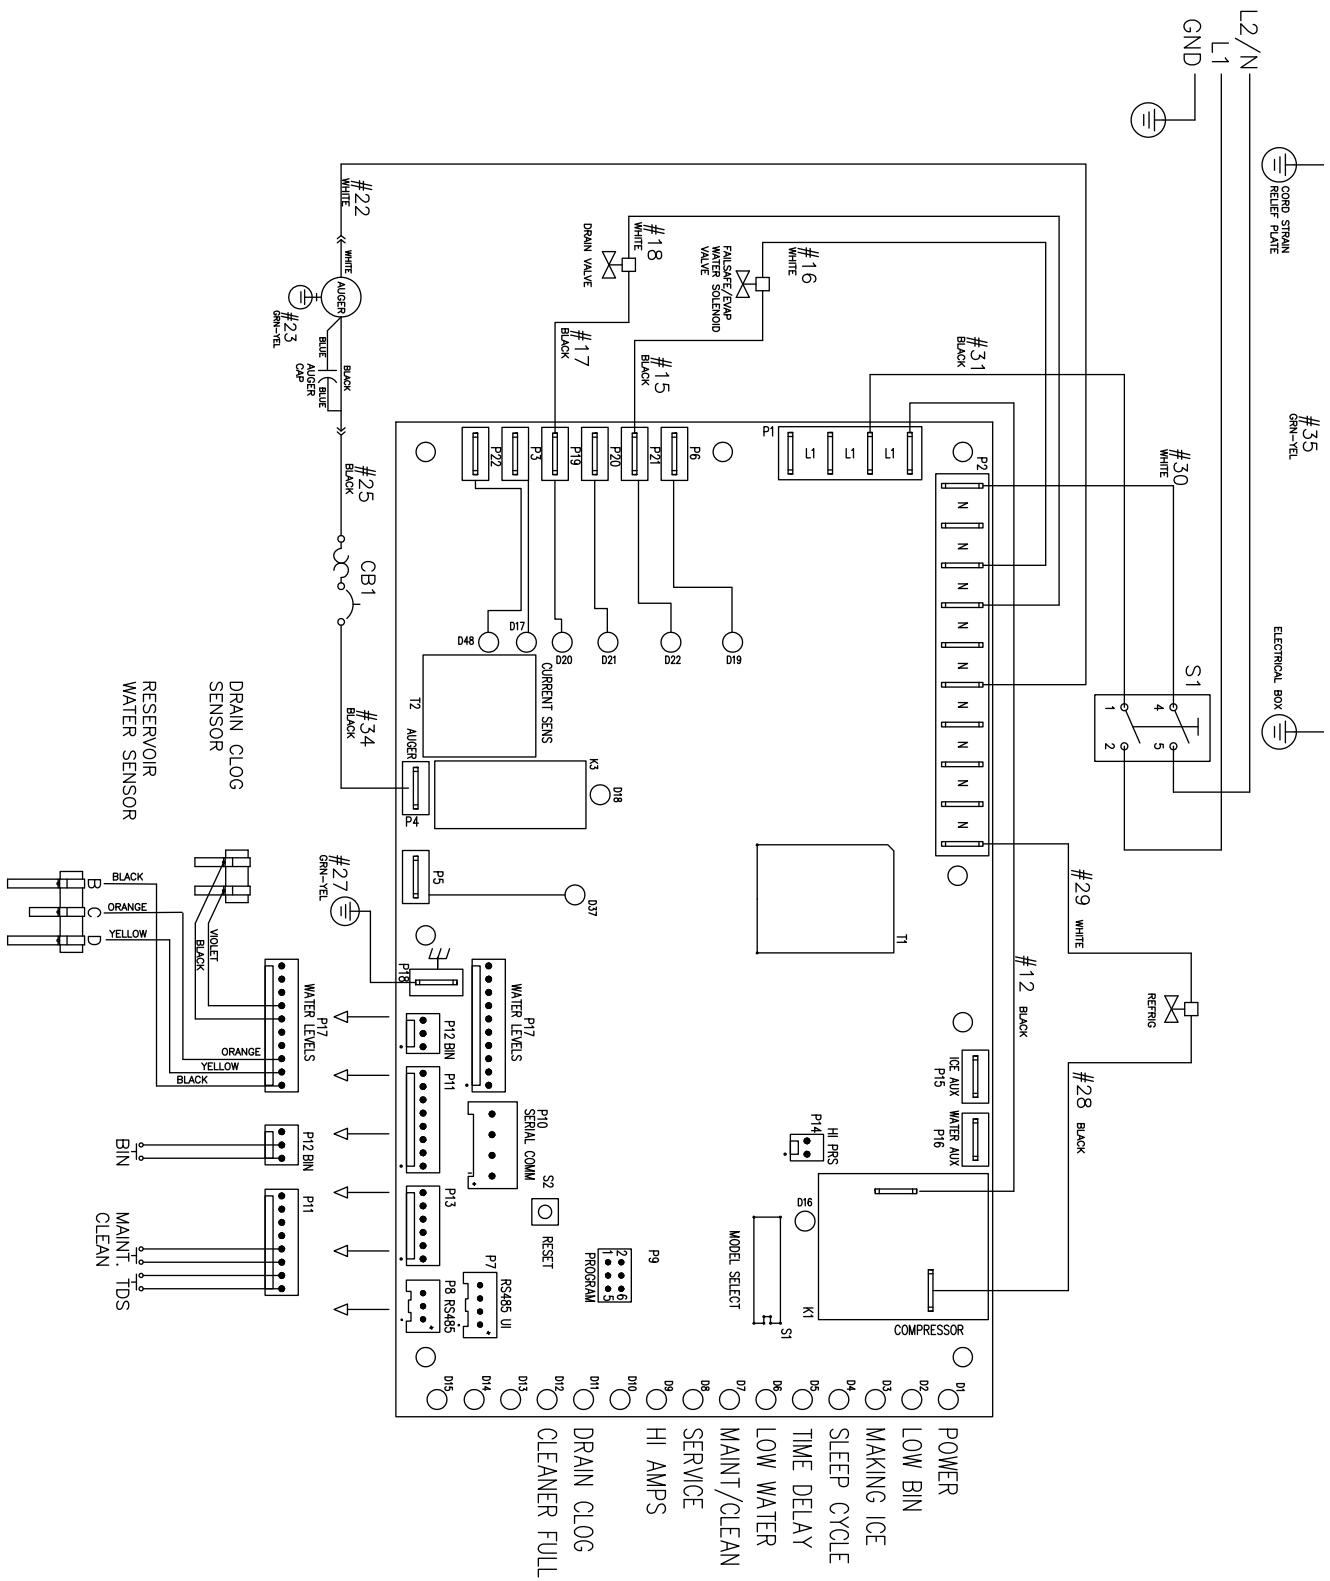 L2/N
L1
GND
CORD STRAIN
RELIEF PLATE
#35
GRN-YEL
ELECTRICAL BOX
#22
WHITE
WHITE
AUGER
#23
GRN-YEL
BLUE
AUGER
CAP
BLUE
BLACK
#25
BLACK
CB1
#34
BLACK
#18
WHITE
DRAIN VALVE
#17
BLACK
#16
WHITE
FAILSAFE/EVAP
WATER SOLENOID
VALVE
#15
BLACK
#31
BLACK
#30
WHITE
S1
4
5
1
2
P22
P3
P19
P20
P21
P6
P1
L1
L1
L1
P2
N
N
N
N
N
N
N
N
N
D48
D17
D20
D21
D22
D19
CURRENT SENS
T2
AUGER
P4
K3
D18
P5
D37
T1
#29
WHITE
REFRIG
#12
BLACK
#28
BLACK
#27
GRN-YEL
P18
P17
WATER LEVELS
P12 BIN
P11
P10
SERIAL COMM
P13
S2
RESET
P7
RS485 UI
P8 RS485
P9
2
6
1
5
PROGRAM
P14
HI PRS
ICE AUX
P15
WATER AUX
P16
D16
MODEL SELECT
S1
K1
COMPRESSOR
DRAIN CLOG
SENSOR
RESERVOIR
WATER SENSOR
B
C
D
BLACK
ORANGE
YELLOW
VIOLET
BLACK
P17
WATER LEVELS
ORANGE
YELLOW
BLACK
P12 BIN
BIN
P11
MAINT.
CLEAN
TDS
D1
POWER
D2
LOW BIN
D3
MAKING ICE
D4
SLEEP CYCLE
D5
TIME DELAY
D6
LOW WATER
D7
MAINT/CLEAN
D8
SERVICE
D9
HI AMPS
D10
D11
DRAIN CLOG
D12
CLEANER FULL
D13
D14
D15